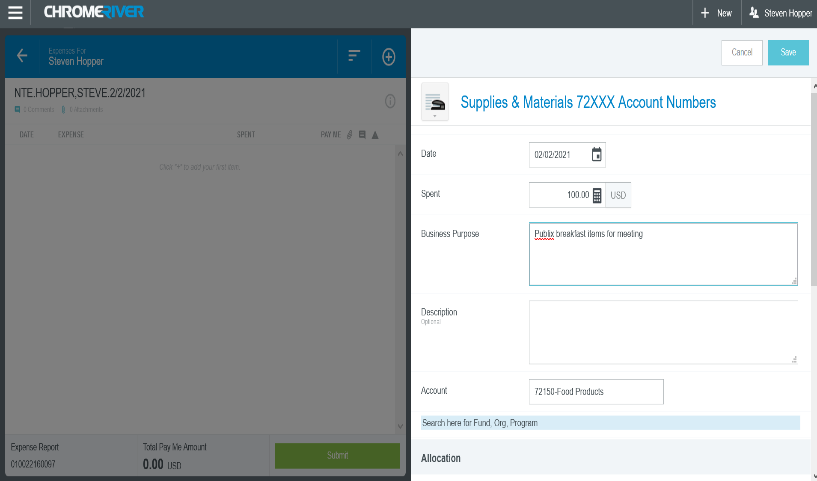 CHROMERIVER
New
Steven Hopper
Expenses For
Steven Hopper
NTE.HOPPER,STEVE.2/2/2021
0 Comments
0 Attachments
DATE EXPENSE SPENT PAY ME
Click "+" to add your first item.
Expense Report
010022160097
Total Pay Me Amount
0.00 USD
Submit
Cancel
Save
Supplies & Materials 72XXX Account Numbers
Date
02/02/2021
Spent
100.00
USD
Business Purpose
Publix breakfast items for meeting
Description
Optional
Account
72150-Food Products
Search here for Fund, Org, Program
Allocation